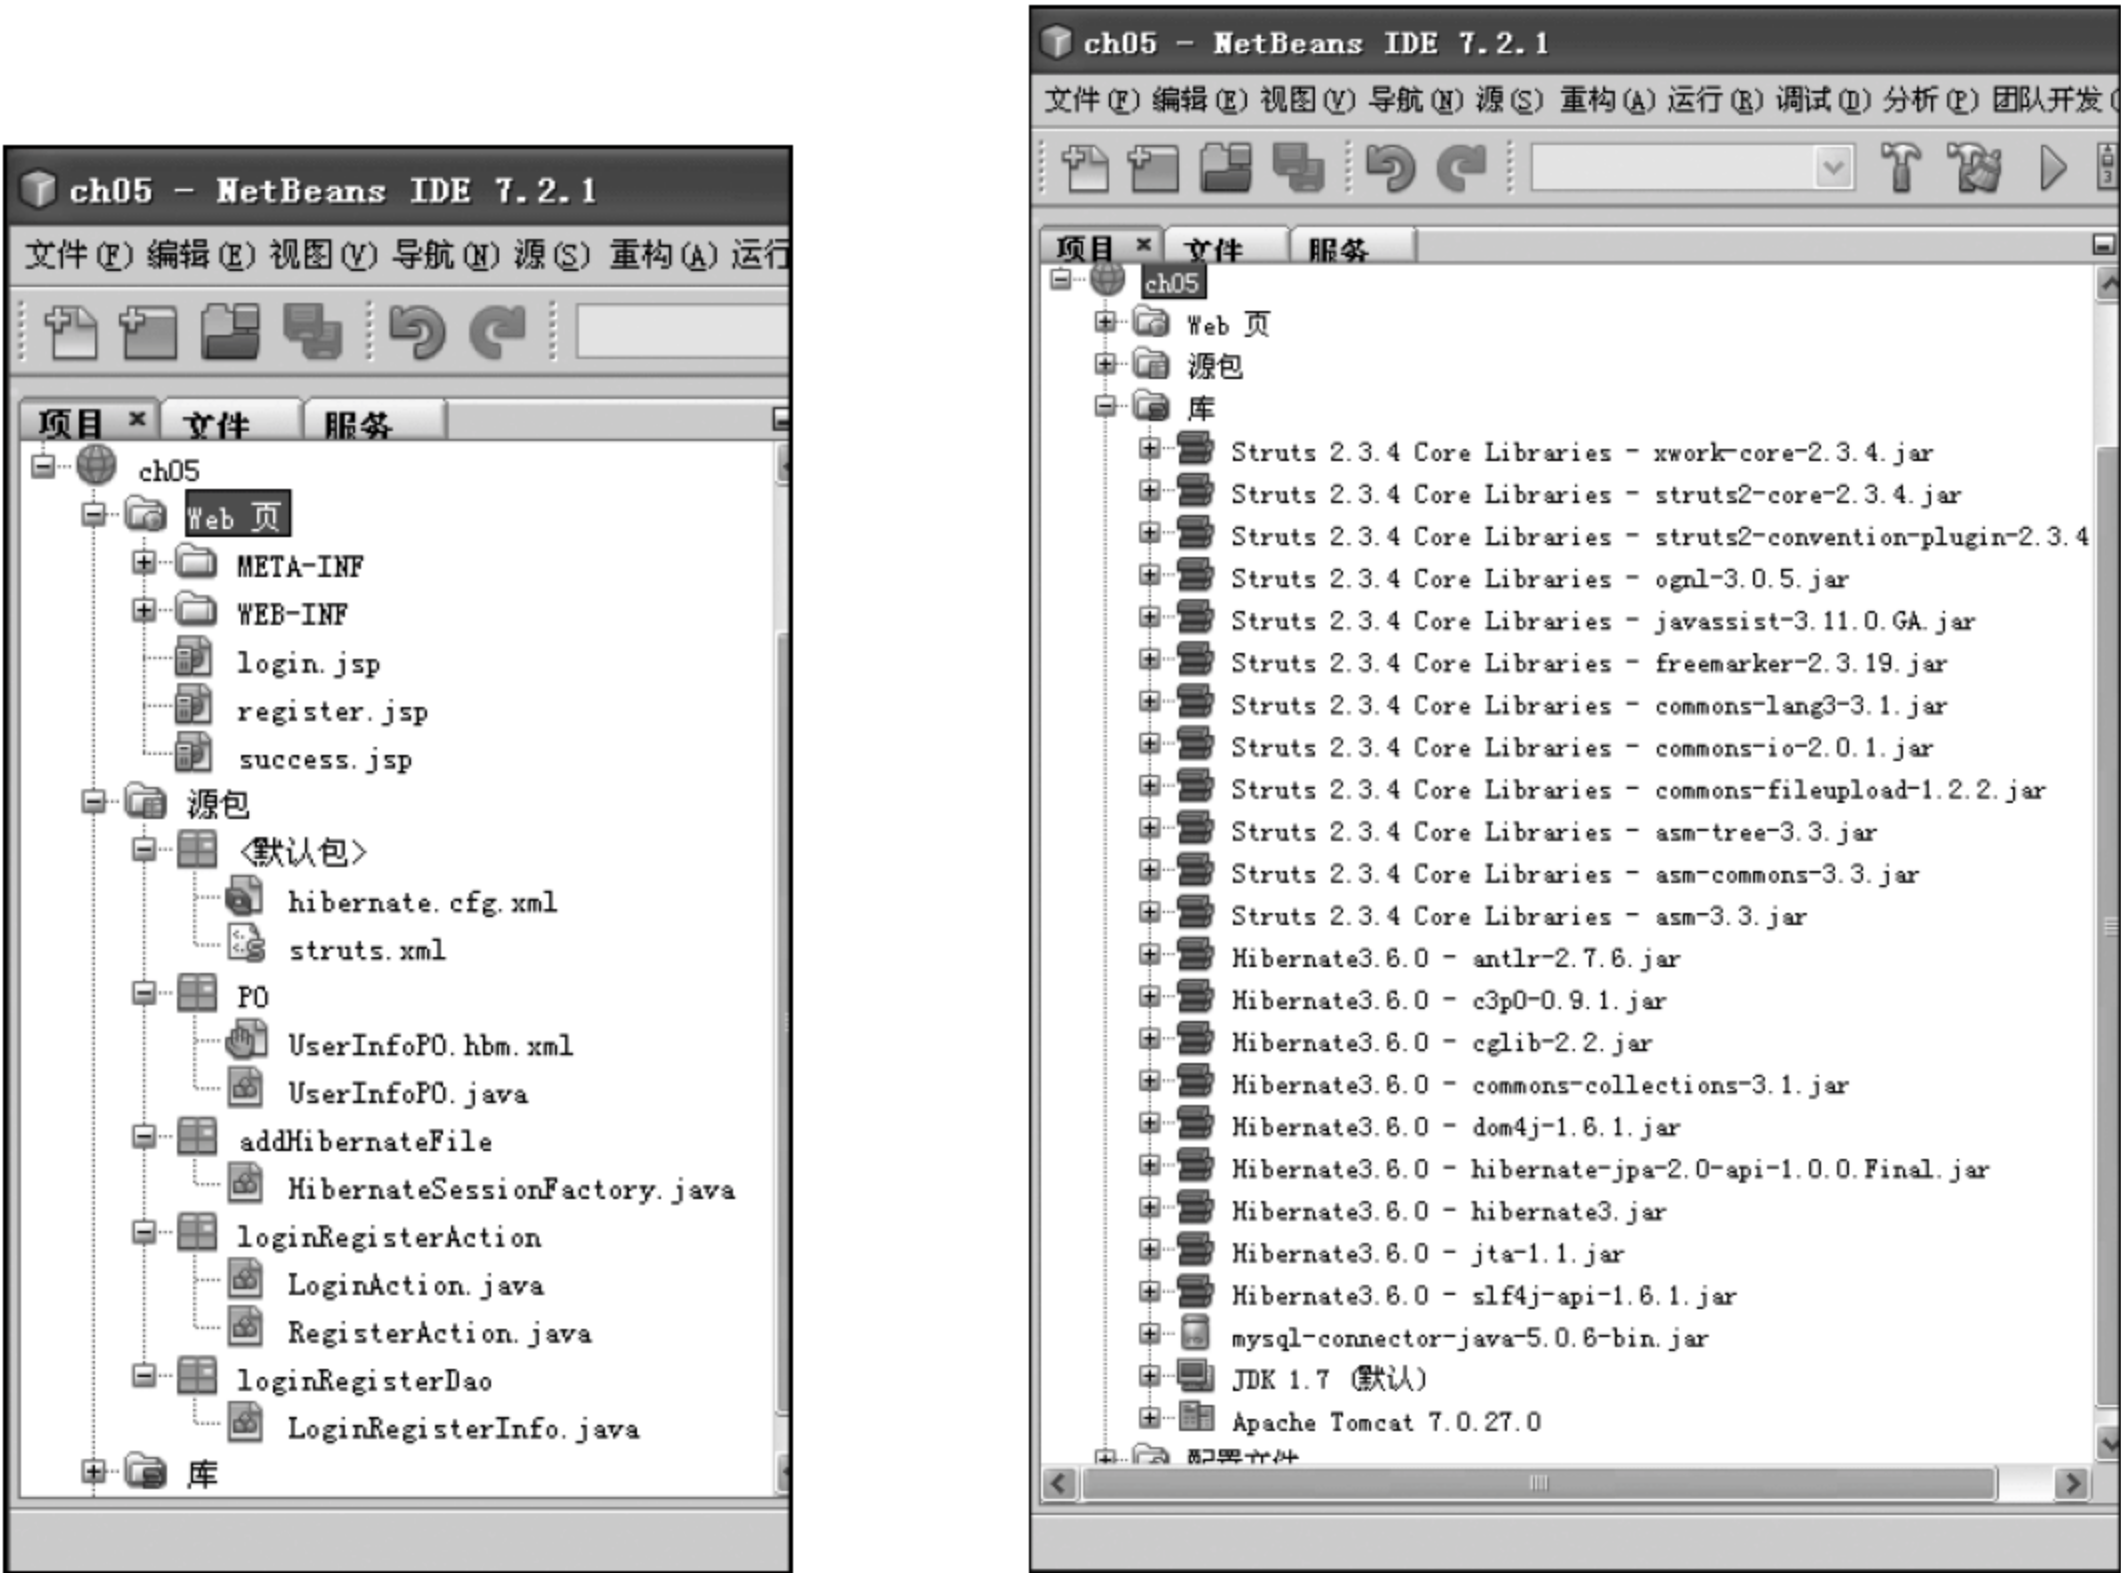 ch05 - NetBeans IDE 7.2.1
文件(F) 编辑(E) 视图(V) 导航(N) 源(S) 重构(A) 运行
项目 × 文件 服务
ch05
Web 页
META-INF
WEB-INF
login.jsp
register.jsp
success.jsp
源包
<默认包>
hibernate.cfg.xml
struts.xml
PO
UserInfoPO.hbm.xml
UserInfoPO.java
addHibernateFile
HibernateSessionFactory.java
loginRegisterAction
LoginAction.java
RegisterAction.java
loginRegisterDao
LoginRegisterInfo.java
库
ch05 - NetBeans IDE 7.2.1
文件(F) 编辑(E) 视图(V) 导航(N) 源(S) 重构(A) 运行(R) 调试(D) 分析(P) 团队开发(
项目 × 文件 服务
ch05
Web 页
源包
库
Struts 2.3.4 Core Libraries - xwork-core-2.3.4.jar
Struts 2.3.4 Core Libraries - struts2-core-2.3.4.jar
Struts 2.3.4 Core Libraries - struts2-convention-plugin-2.3.4
Struts 2.3.4 Core Libraries - ognl-3.0.5.jar
Struts 2.3.4 Core Libraries - javassist-3.11.0.GA.jar
Struts 2.3.4 Core Libraries - freemarker-2.3.19.jar
Struts 2.3.4 Core Libraries - commons-lang3-3.1.jar
Struts 2.3.4 Core Libraries - commons-io-2.0.1.jar
Struts 2.3.4 Core Libraries - commons-fileupload-1.2.2.jar
Struts 2.3.4 Core Libraries - asm-tree-3.3.jar
Struts 2.3.4 Core Libraries - asm-commons-3.3.jar
Struts 2.3.4 Core Libraries - asm-3.3.jar
Hibernate3.6.0 - antlr-2.7.6.jar
Hibernate3.6.0 - c3p0-0.9.1.jar
Hibernate3.6.0 - cglib-2.2.jar
Hibernate3.6.0 - commons-collections-3.1.jar
Hibernate3.6.0 - dom4j-1.6.1.jar
Hibernate3.6.0 - hibernate-jpa-2.0-api-1.0.0.Final.jar
Hibernate3.6.0 - hibernate3.jar
Hibernate3.6.0 - jta-1.1.jar
Hibernate3.6.0 - slf4j-api-1.6.1.jar
mysql-connector-java-5.0.6-bin.jar
JDK 1.7 (默认)
Apache Tomcat 7.0.27.0
配置文件